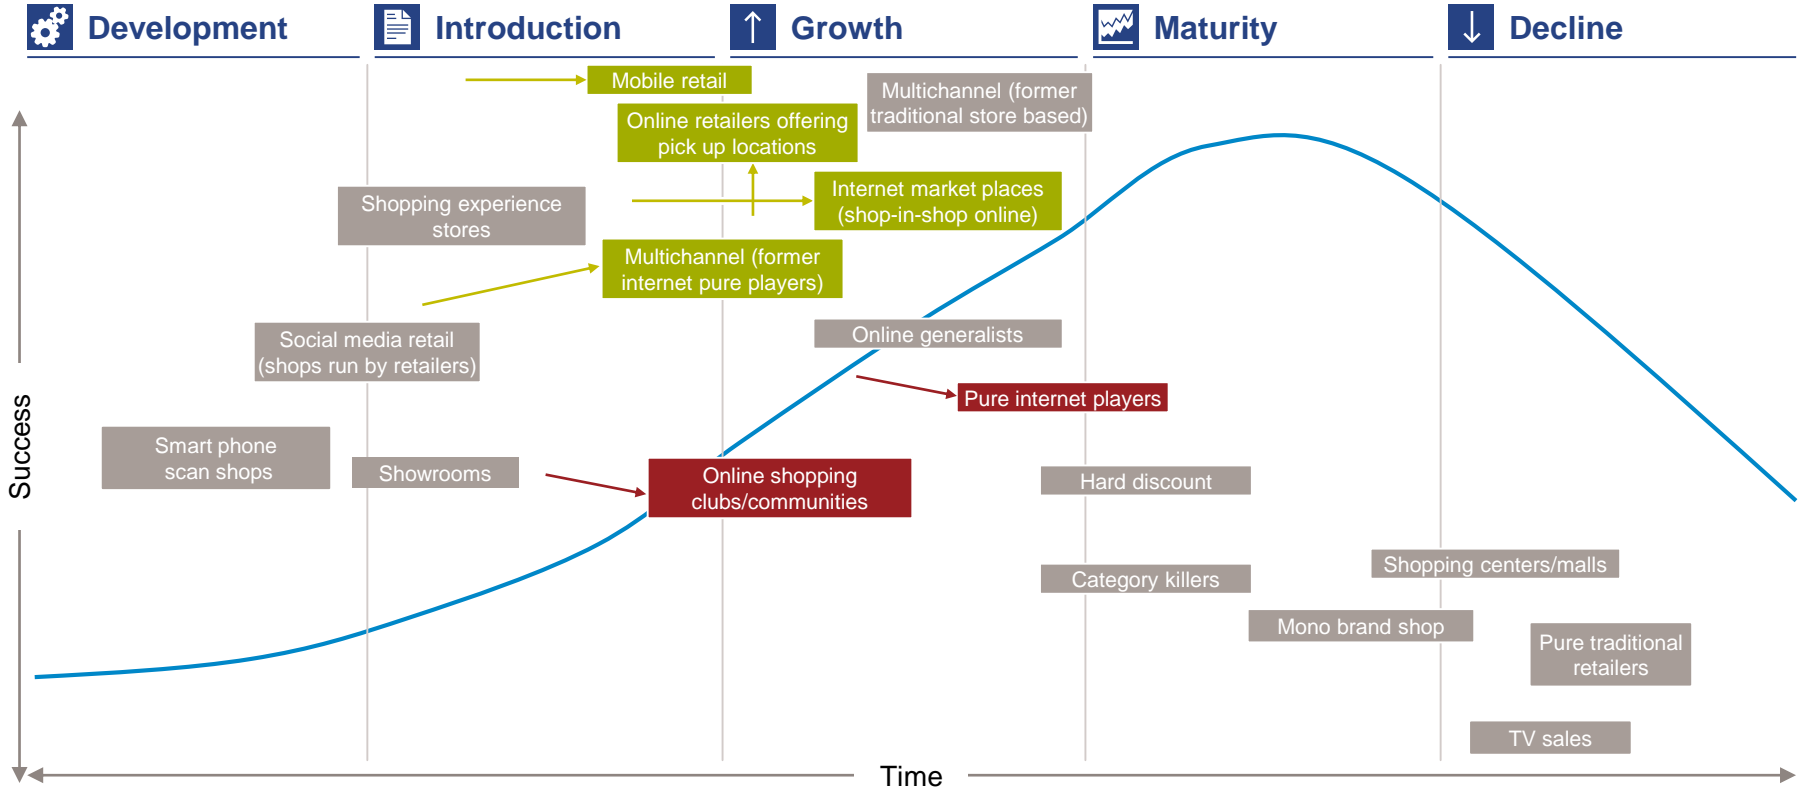 Development
Introduction
Growth
Maturity
Decline
Mobile retail
Multichannel (former
traditional store based)
Online retailers offering
pick up locations
Internet market places
(shop-in-shop online)
Shopping experience
stores
Multichannel (former
internet pure players)
Social media retail
(shops run by retailers)
Online generalists
Pure internet players
Success
Smart phone
scan shops
Showrooms
Online shopping
clubs/communities
Hard discount
Category killers
Shopping centers/malls
Mono brand shop
Pure traditional
retailers
TV sales
Time